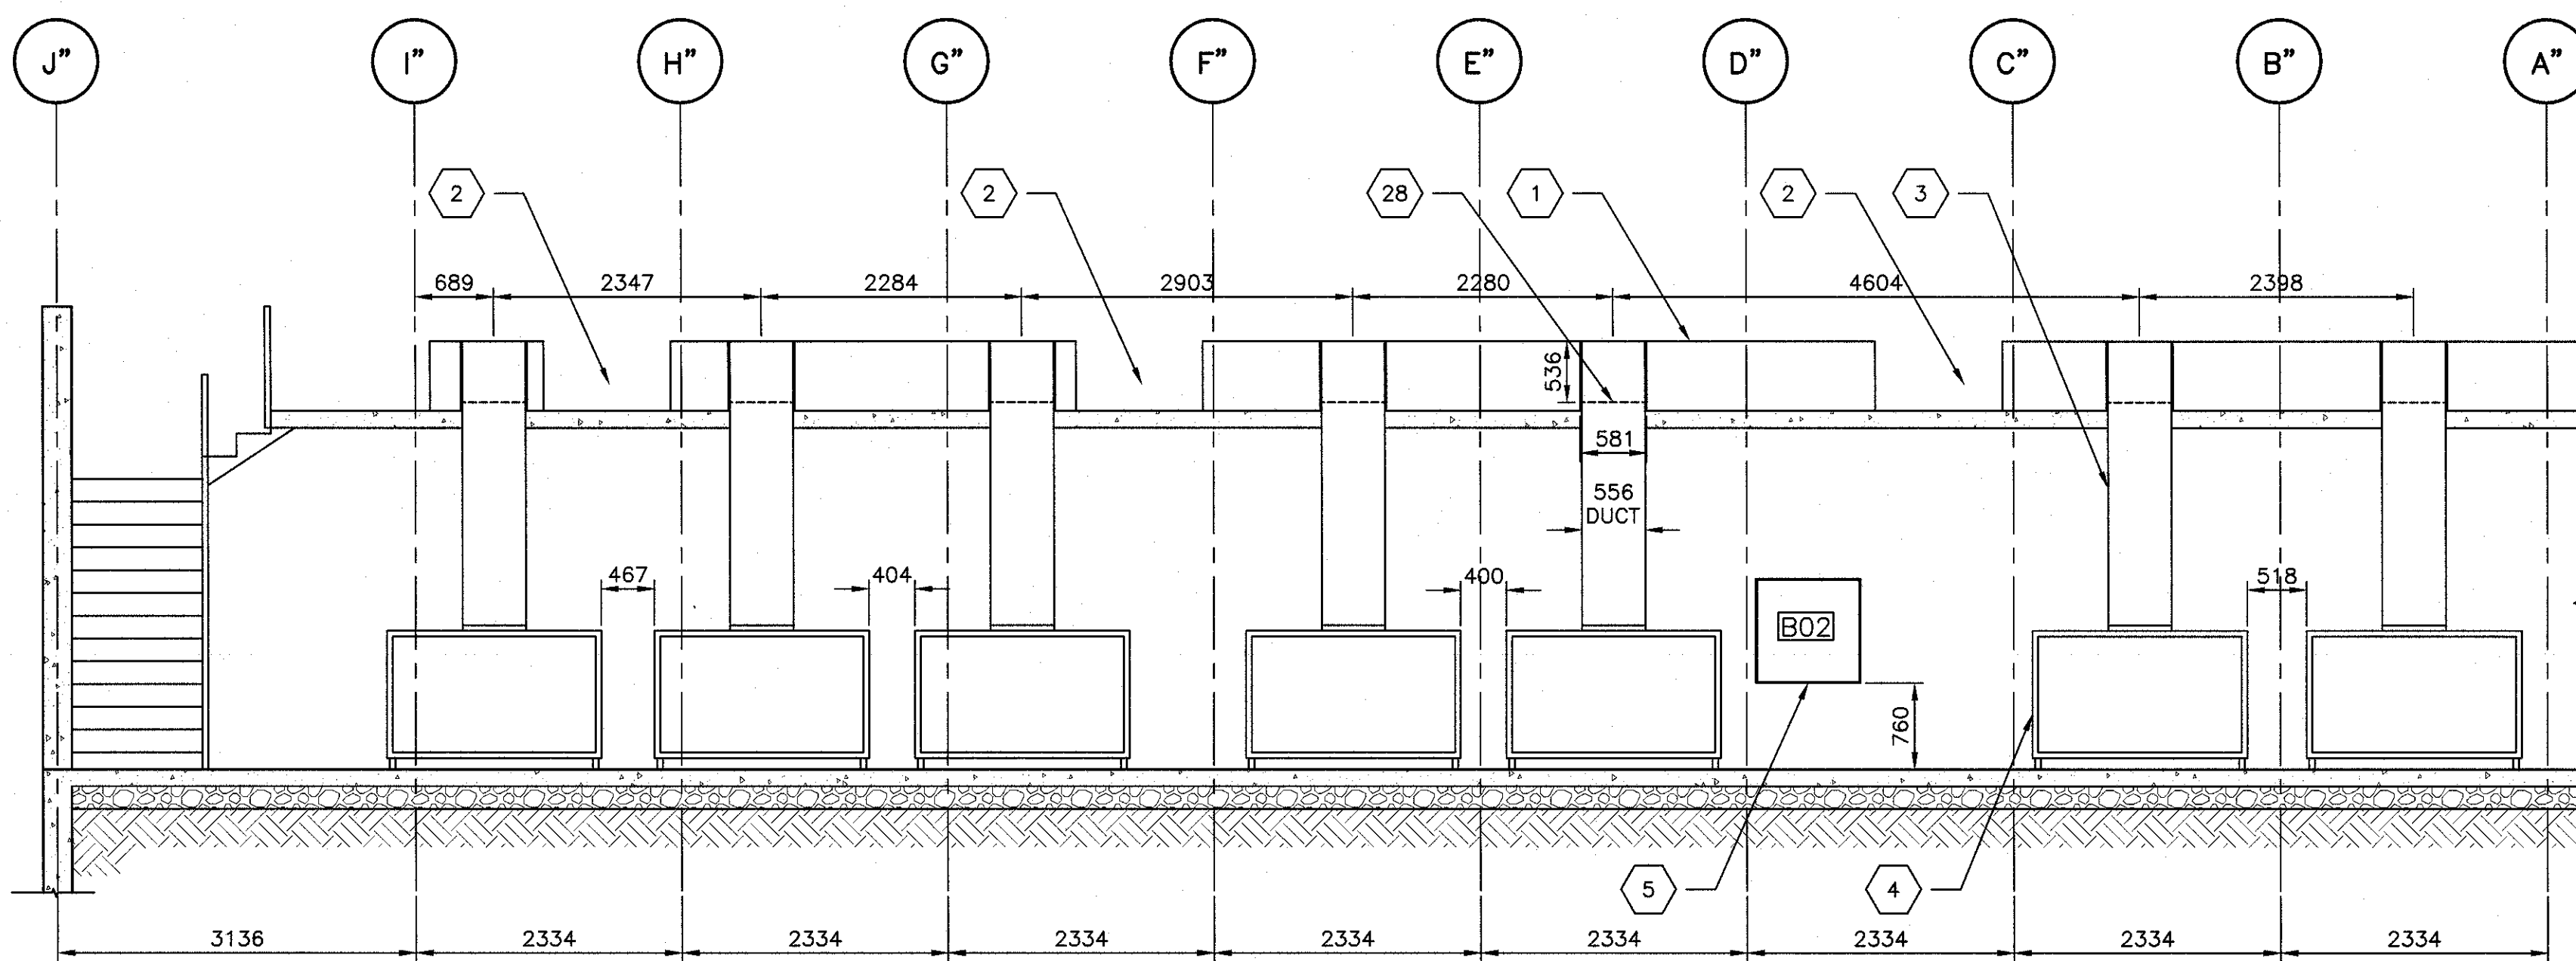 J" I" H" G" F" E" D" C" B" A"
2 2 28 1 2 3
689 2347 2284 2903 2280 4604 2398
536
581
556
DUCT
467 404 400 518
B02
760
5 4
3136 2334 2334 2334 2334 2334 2334 2334 2334